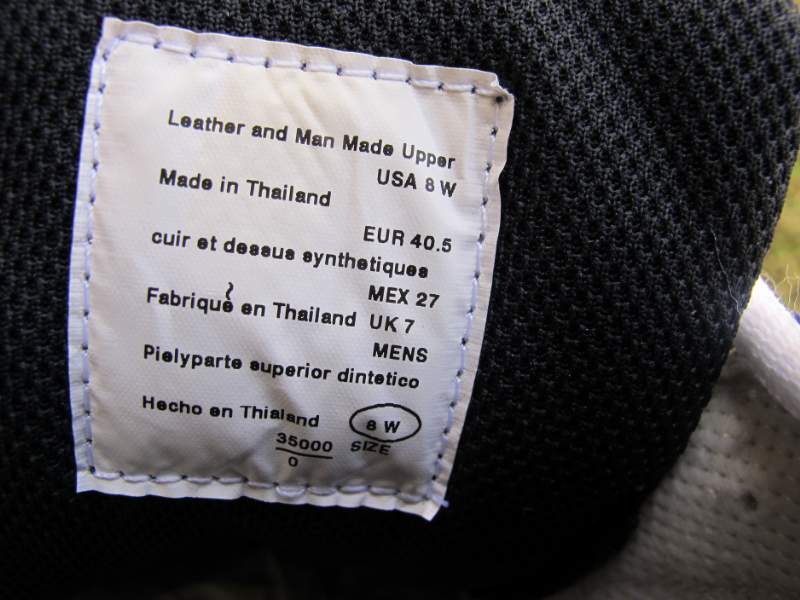 Leather and Man Made Upper
USA 8 W
Made in Thailand
EUR 40.5
cuir et dessus synthetiques
MEX 27
Fabriquẽ en Thailand UK 7
MENS
Pielyparte superior dintetico
Hecho en Thialand 8 W
35000 SIZE
0